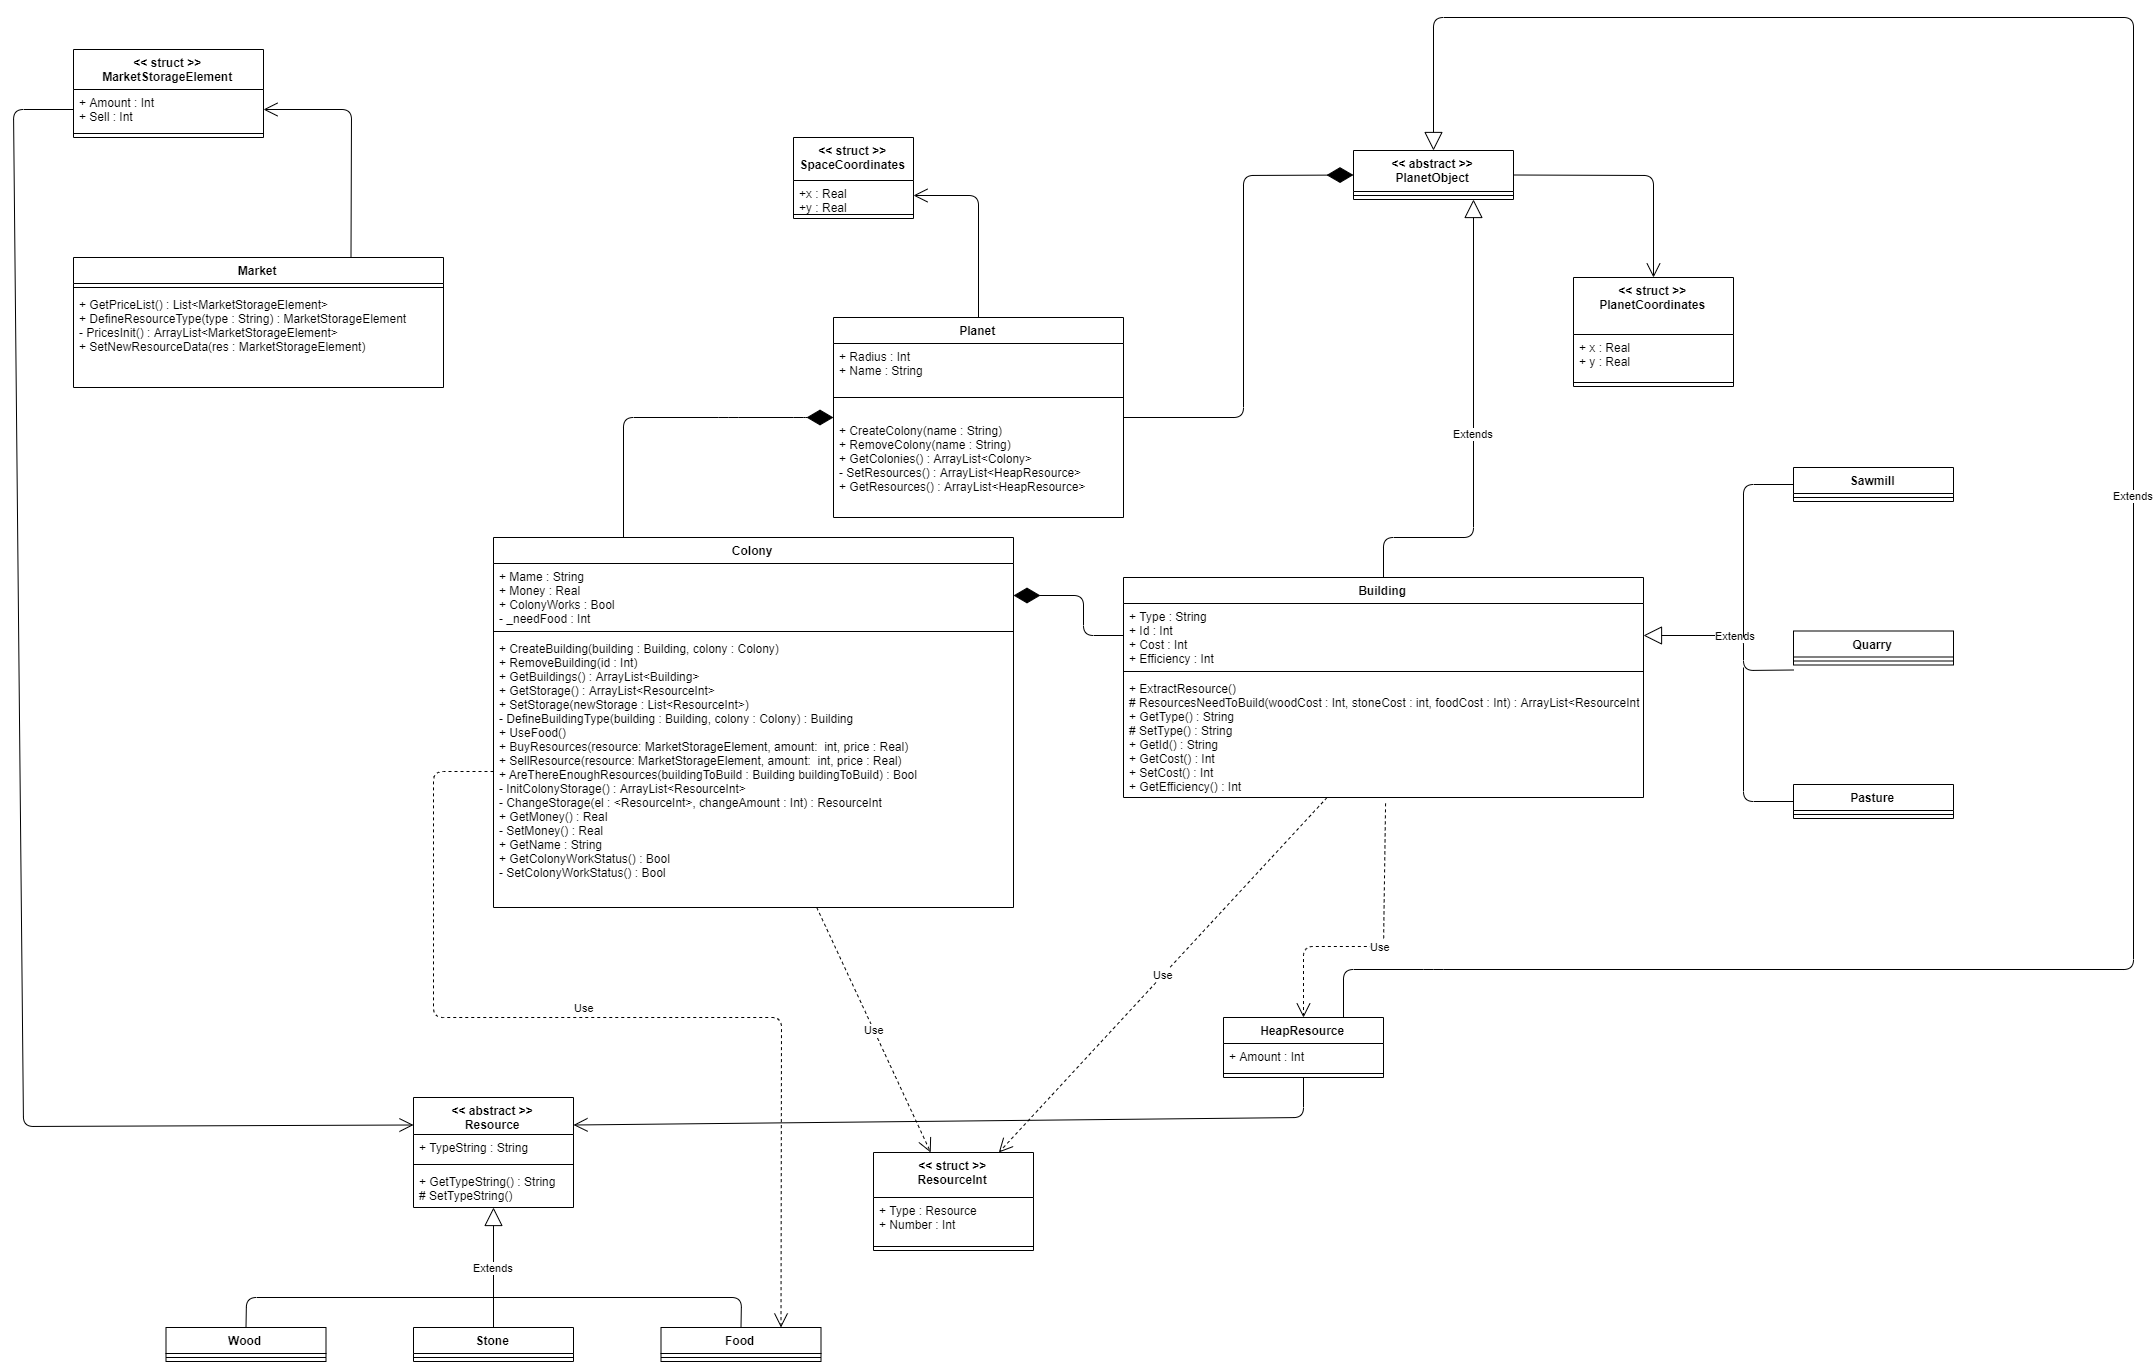 << struct >>
MarketStorageElement
+ Amount : Int
+ Sell : Int
Market
+ GetPriceList() : List<MarketStorageElement>
+ DefineResourceType(type : String) : MarketStorageElement
- PricesInit() : ArrayList<MarketStorageElement>
+ SetNewResourceData(res : MarketStorageElement)
<< struct >>
SpaceCoordinates
+x : Real
+y : Real
<< abstract >>
PlanetObject
<< struct >>
PlanetCoordinates
+ x : Real
+ y : Real
Planet
+ Radius : Int
+ Name : String
+ CreateColony(name : String)
+ RemoveColony(name : String)
+ GetColonies() : ArrayList<Colony>
- SetResources() : ArrayList<HeapResource>
+ GetResources() : ArrayList<HeapResource>
Extends
Extends
Colony
+ Mame : String
+ Money : Real
+ ColonyWorks : Bool
- _needFood : Int
+ CreateBuilding(building : Building, colony : Colony)
+ RemoveBuilding(id : Int)
+ GetBuildings() : ArrayList<Building>
+ GetStorage() : ArrayList<ResourceInt>
+ SetStorage(newStorage : List<ResourceInt>)
- DefineBuildingType(building : Building, colony : Colony) : Building
+ UseFood()
+ BuyResources(resource: MarketStorageElement, amount:  int, price : Real)
+ SellResource(resource: MarketStorageElement, amount:  int, price : Real)
+ AreThereEnoughResources(buildingToBuild : Building buildingToBuild) : Bool
- InitColonyStorage() : ArrayList<ResourceInt>
- ChangeStorage(el : <ResourceInt>, changeAmount : Int) : ResourceInt
+ GetMoney() : Real
- SetMoney() : Real
+ GetName : String
+ GetColonyWorkStatus() : Bool
- SetColonyWorkStatus() : Bool
Building
+ Type : String
+ Id : Int
+ Cost : Int
+ Efficiency : Int
+ ExtractResource()
# ResourcesNeedToBuild(woodCost : Int, stoneCost : int, foodCost : Int) : ArrayList<ResourceInt
+ GetType() : String
# SetType() : String
+ GetId() : String
+ GetCost() : Int
+ SetCost() : Int
+ GetEfficiency() : Int
Sawmill
Extends
Quarry
Pasture
Use
Use
Use
Use
HeapResource
+ Amount : Int
<< abstract >>
Resource
+ TypeString : String
+ GetTypeString() : String
# SetTypeString()
<< struct >>
ResourceInt
+ Type : Resource
+ Number : Int
Extends
Wood
Stone
Food